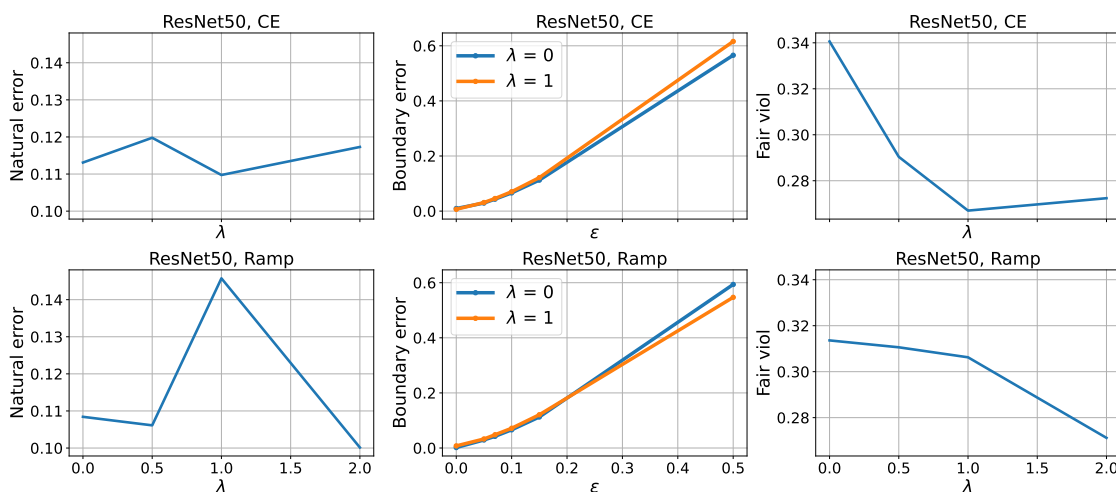 ResNet50, CE
Natural error
0.14
0.13
0.12
0.11
0.10
λ
ResNet50, CE
Boundary error
0.6
0.4
0.2
0.0
λ = 0
λ = 1
ε
ResNet50, CE
Fair viol
0.34
0.32
0.30
0.28
λ
ResNet50, Ramp
Natural error
0.14
0.13
0.12
0.11
0.10
0.0 0.5 1.0 1.5 2.0
λ
ResNet50, Ramp
Boundary error
0.6
0.4
0.2
0.0
λ = 0
λ = 1
0.0 0.1 0.2 0.3 0.4 0.5
ε
ResNet50, Ramp
Fair viol
0.34
0.32
0.30
0.28
0.0 0.5 1.0 1.5 2.0
λ